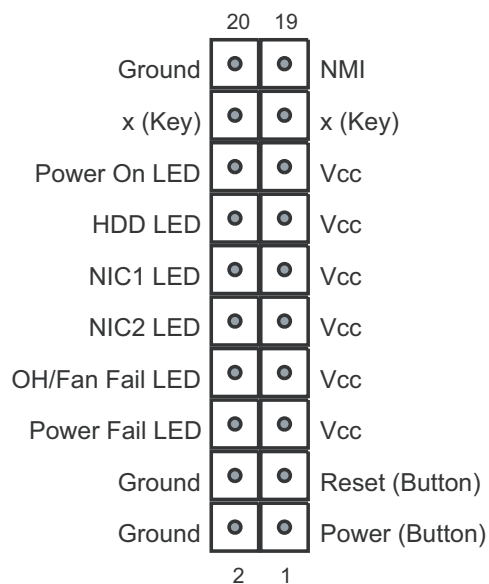 20 19
Ground NMI
x (Key) x (Key)
Power On LED Vcc
HDD LED Vcc
NIC1 LED Vcc
NIC2 LED Vcc
OH/Fan Fail LED Vcc
Power Fail LED Vcc
Ground Reset (Button)
Ground Power (Button)
2 1